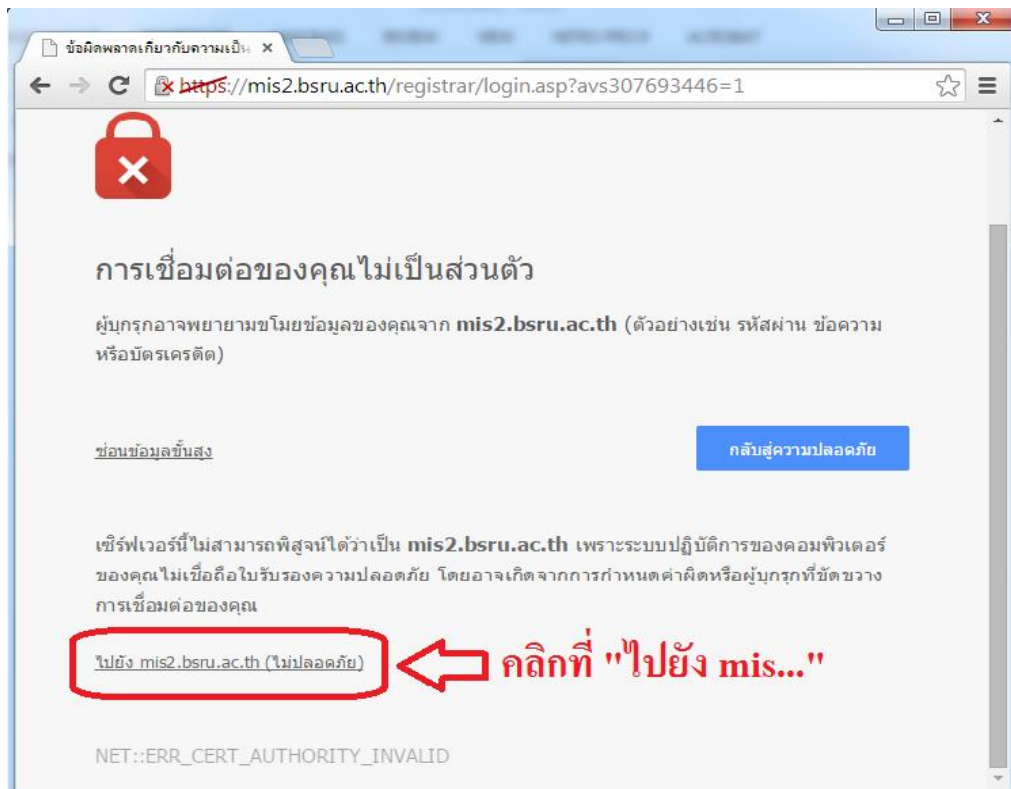 ข้อผิดพลาดเกี่ยวกับความเป็น
https://mis2.bsru.ac.th/registrar/login.asp?avs307693446=1
การเชื่อมต่อของคุณไม่เป็นส่วนตัว
ผู้บุกรุกอาจพยายามขโมยข้อมูลของคุณจาก mis2.bsru.ac.th (ตัวอย่างเช่น รหัสผ่าน ข้อความ
หรือบัตรเครดิต)
ซ่อนข้อมูลขั้นสูง
กลับสู่ความปลอดภัย
เซิร์ฟเวอร์นี้ไม่สามารถพิสูจน์ได้ว่าเป็น mis2.bsru.ac.th เพราะระบบปฏิบัติการของคอมพิวเตอร์
ของคุณไม่เชื่อถือใบรับรองความปลอดภัย โดยอาจเกิดจากการกำหนดค่าผิดหรือผู้บุกรุกที่ขัดขวาง
การเชื่อมต่อของคุณ
ไปยัง mis2.bsru.ac.th (ไม่ปลอดภัย)
คลิกที่ "ไปยัง mis..."
NET::ERR_CERT_AUTHORITY_INVALID